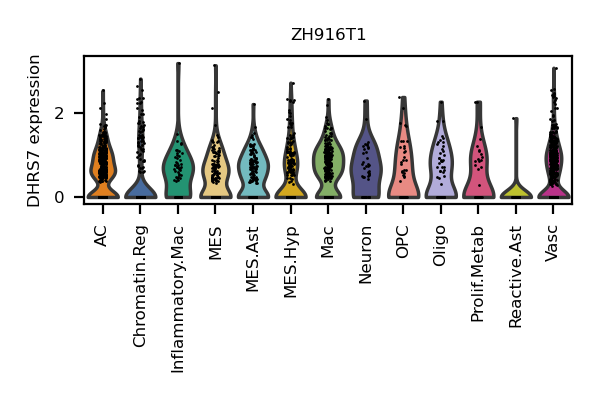 ZH916T1
DHRS7 expression
2
0
AC
Chromatin.Reg
Inflammatory.Mac
MES
MES.Ast
MES.Hyp
Mac
Neuron
OPC
Oligo
Prolif.Metab
Reactive.Ast
Vasc